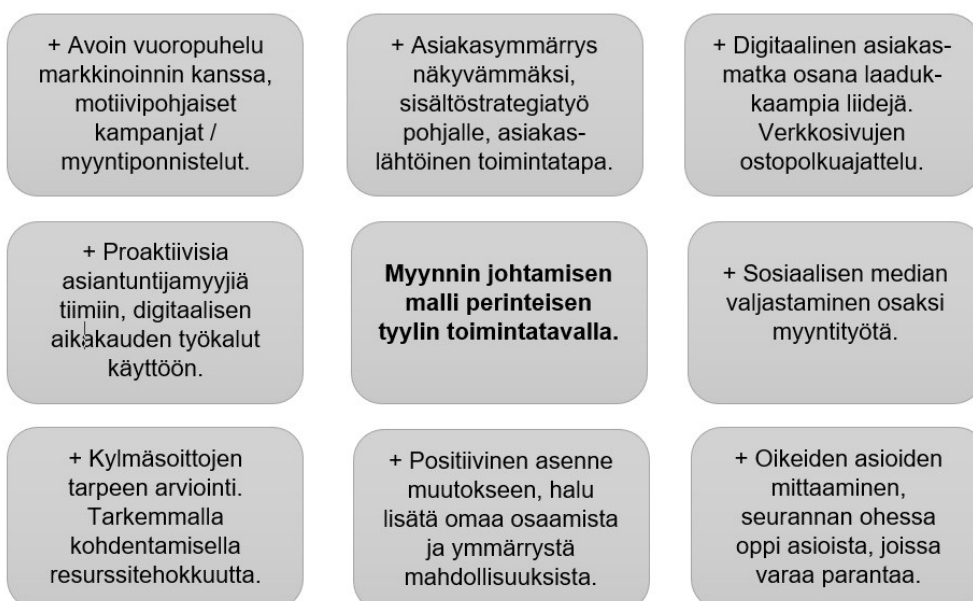 + Avoin vuoropuhelu
markkinoinnin kanssa,
motiivipohjaiset
kampanjat /
myyntiponnistelut.
+ Asiakasymmärrys
näkyvämmäksi,
sisältöstrategiatyö
pohjalle, asiakas-
lähtöinen toimintatapa.
+ Digitaalinen asiakas-
matka osana laaduk-
kaampia liidejä.
Verkkosivujen
ostopolkuajattelu.
+ Proaktiivisia
asiantuntijamyyjiä
tiimiin, digitaalisen
aikakauden työkalut
käyttöön.
Myynnin johtamisen
malli perinteisen
tyylin toimintatavalla.
+ Sosiaalisen median
valjastaminen osaksi
myyntityötä.
+ Kylmäsoittojen
tarpeen arviointi.
Tarkemmalla
kohdentamisella
resurssitehokkuutta.
+ Positiivinen asenne
muutokseen, halu
lisätä omaa osaamista
ja ymmärrystä
mahdollisuuksista.
+ Oikeiden asioiden
mittaaminen,
seurannan ohessa
oppi asioista, joissa
varaa parantaa.